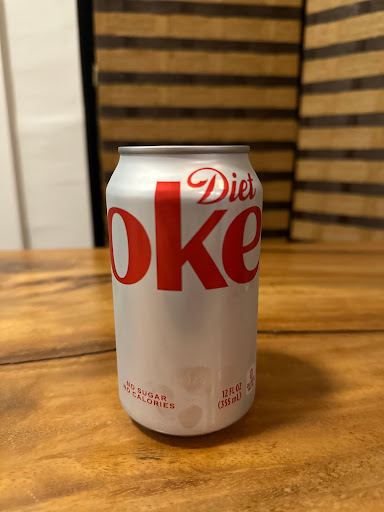 Diet
oke
NO SUGAR
NO CALORIES
12 FL OZ
(355 mL)